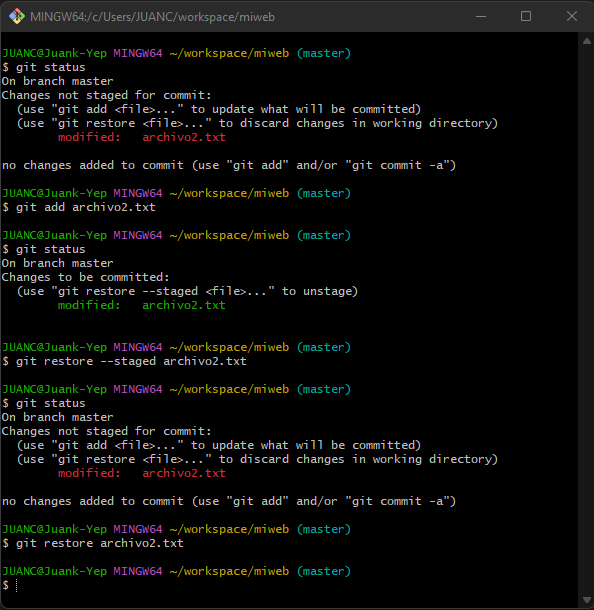 MINGW64:/c/Users/JUANC/workspace/miweb
JUANC@Juank-Yep MINGW64 ~/workspace/miweb (master)
$ git status
On branch master
Changes not staged for commit:
  (use "git add <file>..." to update what will be committed)
  (use "git restore <file>..." to discard changes in working directory)
        modified:   archivo2.txt

no changes added to commit (use "git add" and/or "git commit -a")

JUANC@Juank-Yep MINGW64 ~/workspace/miweb (master)
$ git add archivo2.txt

JUANC@Juank-Yep MINGW64 ~/workspace/miweb (master)
$ git status
On branch master
Changes to be committed:
  (use "git restore --staged <file>..." to unstage)
        modified:   archivo2.txt


JUANC@Juank-Yep MINGW64 ~/workspace/miweb (master)
$ git restore --staged archivo2.txt

JUANC@Juank-Yep MINGW64 ~/workspace/miweb (master)
$ git status
On branch master
Changes not staged for commit:
  (use "git add <file>..." to update what will be committed)
  (use "git restore <file>..." to discard changes in working directory)
        modified:   archivo2.txt

no changes added to commit (use "git add" and/or "git commit -a")

JUANC@Juank-Yep MINGW64 ~/workspace/miweb (master)
$ git restore archivo2.txt

JUANC@Juank-Yep MINGW64 ~/workspace/miweb (master)
$